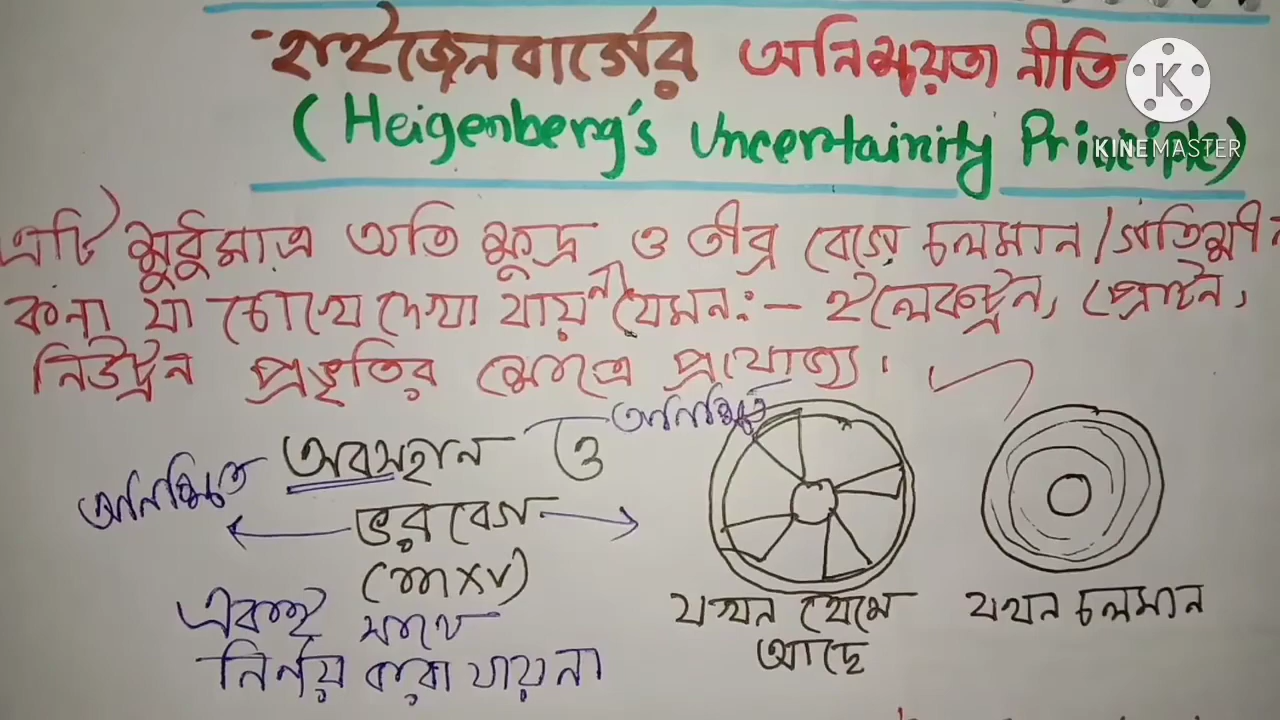 হাইজেনবার্গের অনিশ্চয়তা নীতি
(Heigenberg's Uncertainity Principle)
এটি শুধুমাত্র অতি ক্ষুদ্র ও তীব্র বেগে চলমান/গতিশীল
কনা যা চোখে দেখা যায় না যেমন:- ইলেকট্রন, প্রোটন,
নিউট্রন প্রভৃতির ক্ষেত্রে প্রযোজ্য।
অনিশ্চিত অবস্থান ও অনিশ্চিত
ভরবেগ
(m×v)
একই সাথে
নির্ণয় করা যায় না
যখন থেমে
আছে
যখন চলমান
K
KINEMASTER